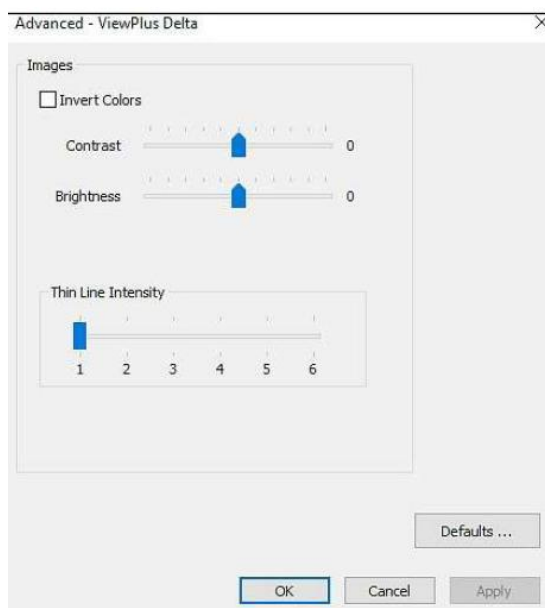 Advanced - ViewPlus Delta
Images
Invert Colors
Contrast 0
Brightness 0
Thin Line Intensity
1 2 3 4 5 6
Defaults ...
OK Cancel Apply